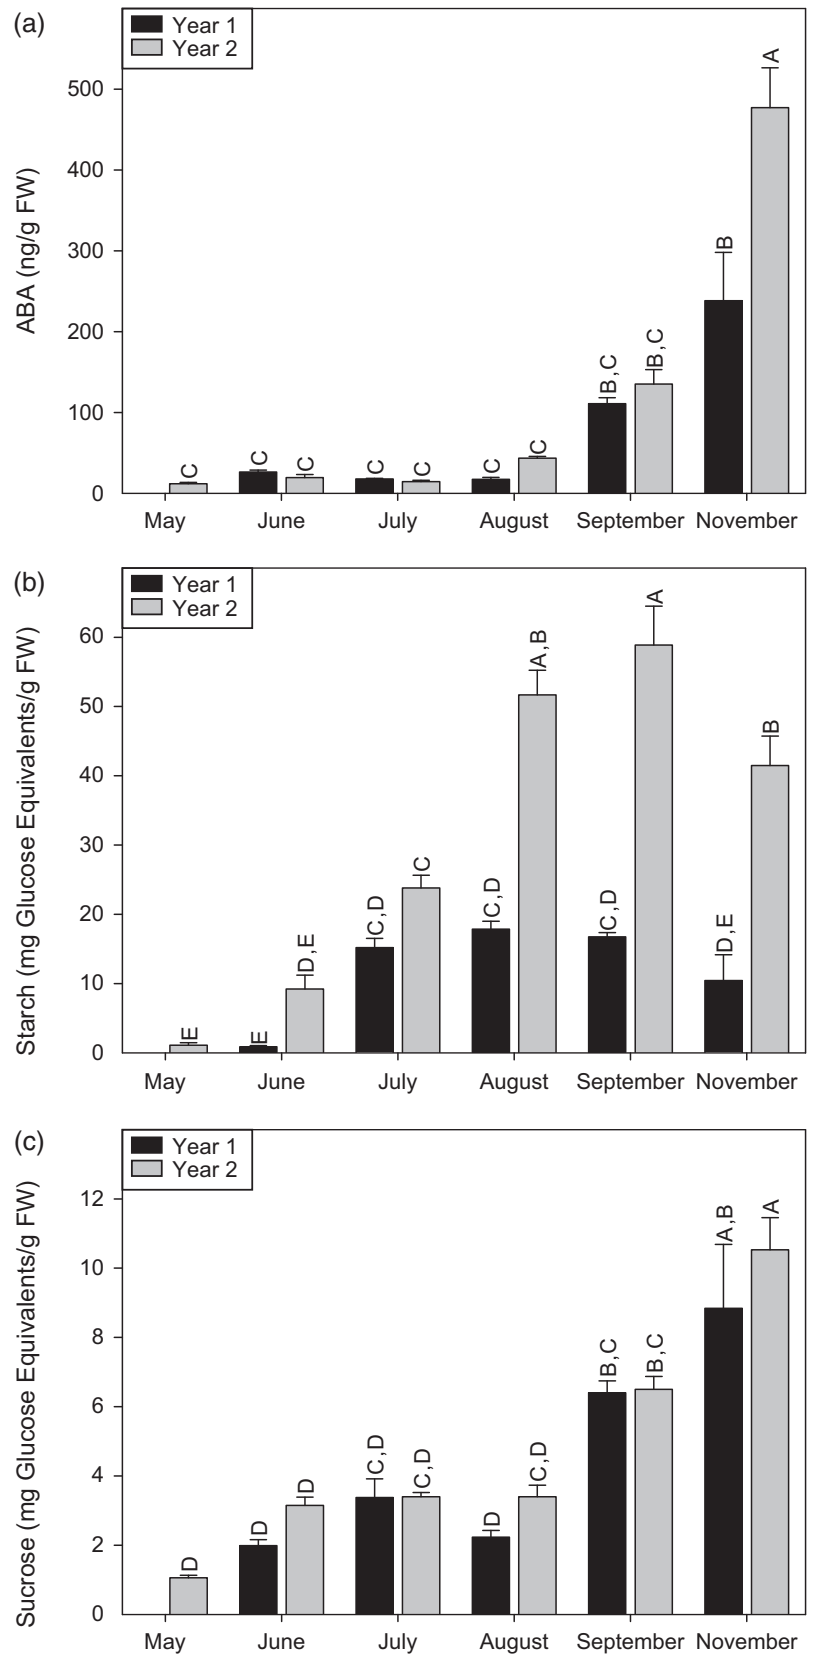 (a)
Year 1
Year 2
ABA (ng/g FW)
500
400
300
200
100
0
C
C
C
C
C
C
C
B,C
B,C
B
A
May June July August September November
(b)
Year 1
Year 2
Starch (mg Glucose Equivalents/g FW)
60
50
40
30
20
10
0
E
E
D,E
C,D
C
C,D
A,B
C,D
A
D,E
B
May June July August September November
(c)
Year 1
Year 2
Sucrose (mg Glucose Equivalents/g FW)
12
10
8
6
4
2
0
D
D
D
C,D
C,D
D
C,D
B,C
B,C
A,B
A
May June July August September November